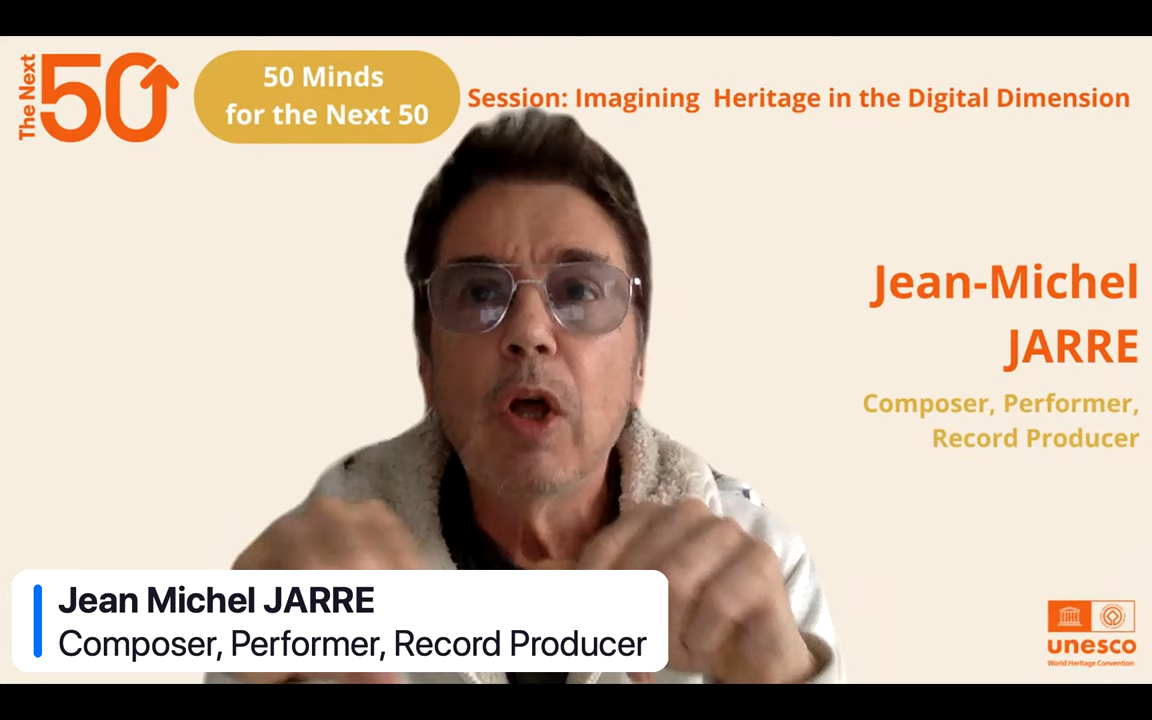 The Next
50
50 Minds
for the Next 50
Session: Imagining Heritage in the Digital Dimension
Jean-Michel
JARRE
Composer, Performer,
Record Producer
Jean Michel JARRE
Composer, Performer, Record Producer
unesco
World Heritage Convention